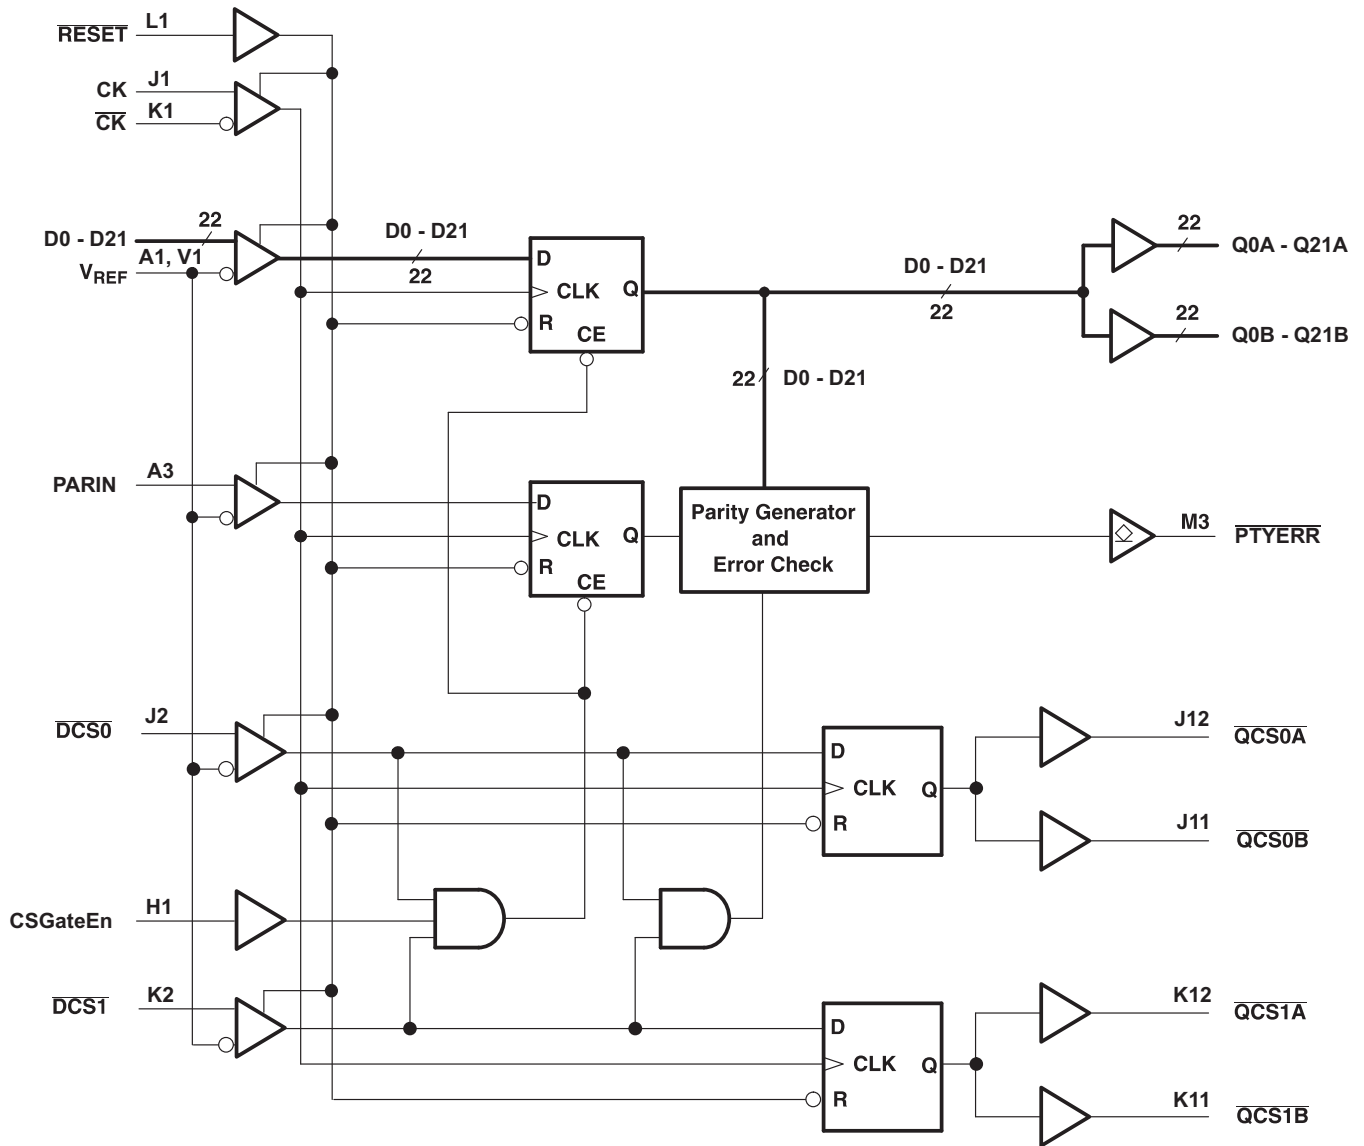 RESET L1
CK J1
CK K1
D0 - D21 22
VREF A1, V1
D0 - D21
22
D
CLK Q
R
CE
D0 - D21
22
22
Q0A - Q21A
22
Q0B - Q21B
22 D0 - D21
PARIN A3
D
CLK Q
R
CE
Parity Generator
and
Error Check
M3 PTYERR
DCS0 J2
D
CLK Q
R
J12 QCS0A
J11 QCS0B
CSGateEn H1
DCS1 K2
D
CLK Q
R
K12 QCS1A
K11 QCS1B